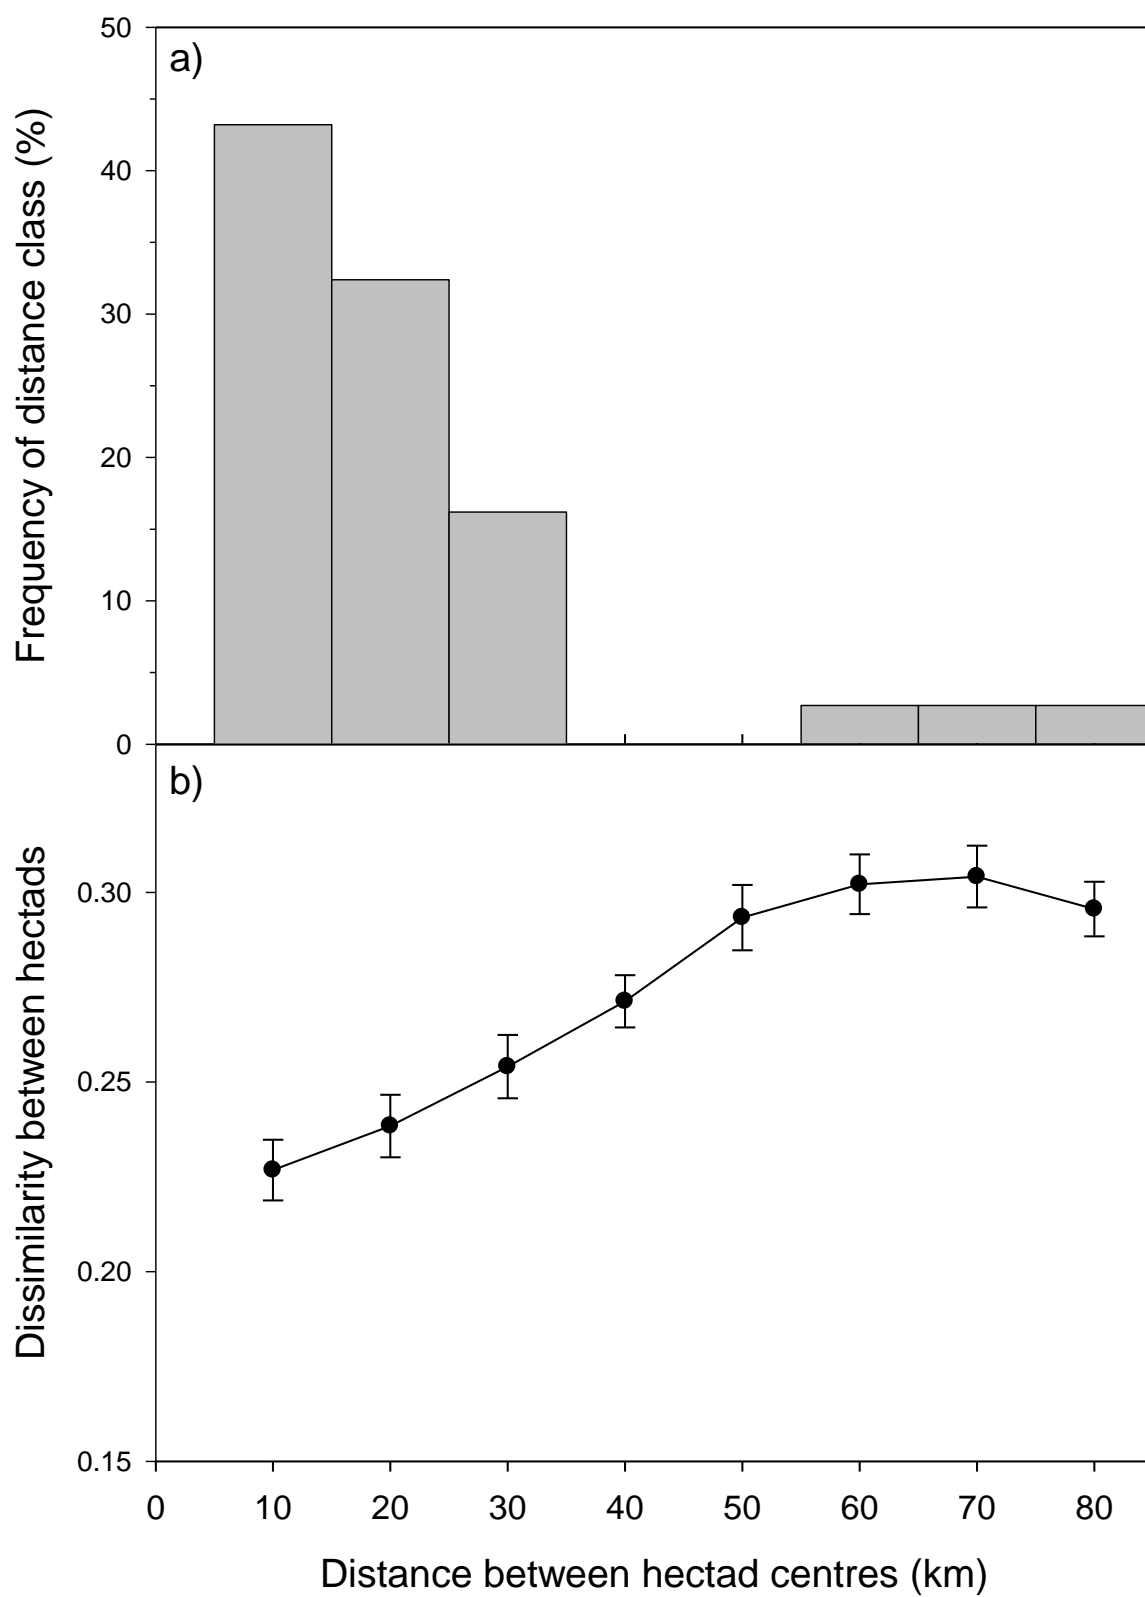 a)
Frequency of distance class (%)
50
40
30
20
10
0
b)
Dissimilarity between hectads
0.30
0.25
0.20
0.15
0 10 20 30 40 50 60 70 80
Distance between hectad centres (km)